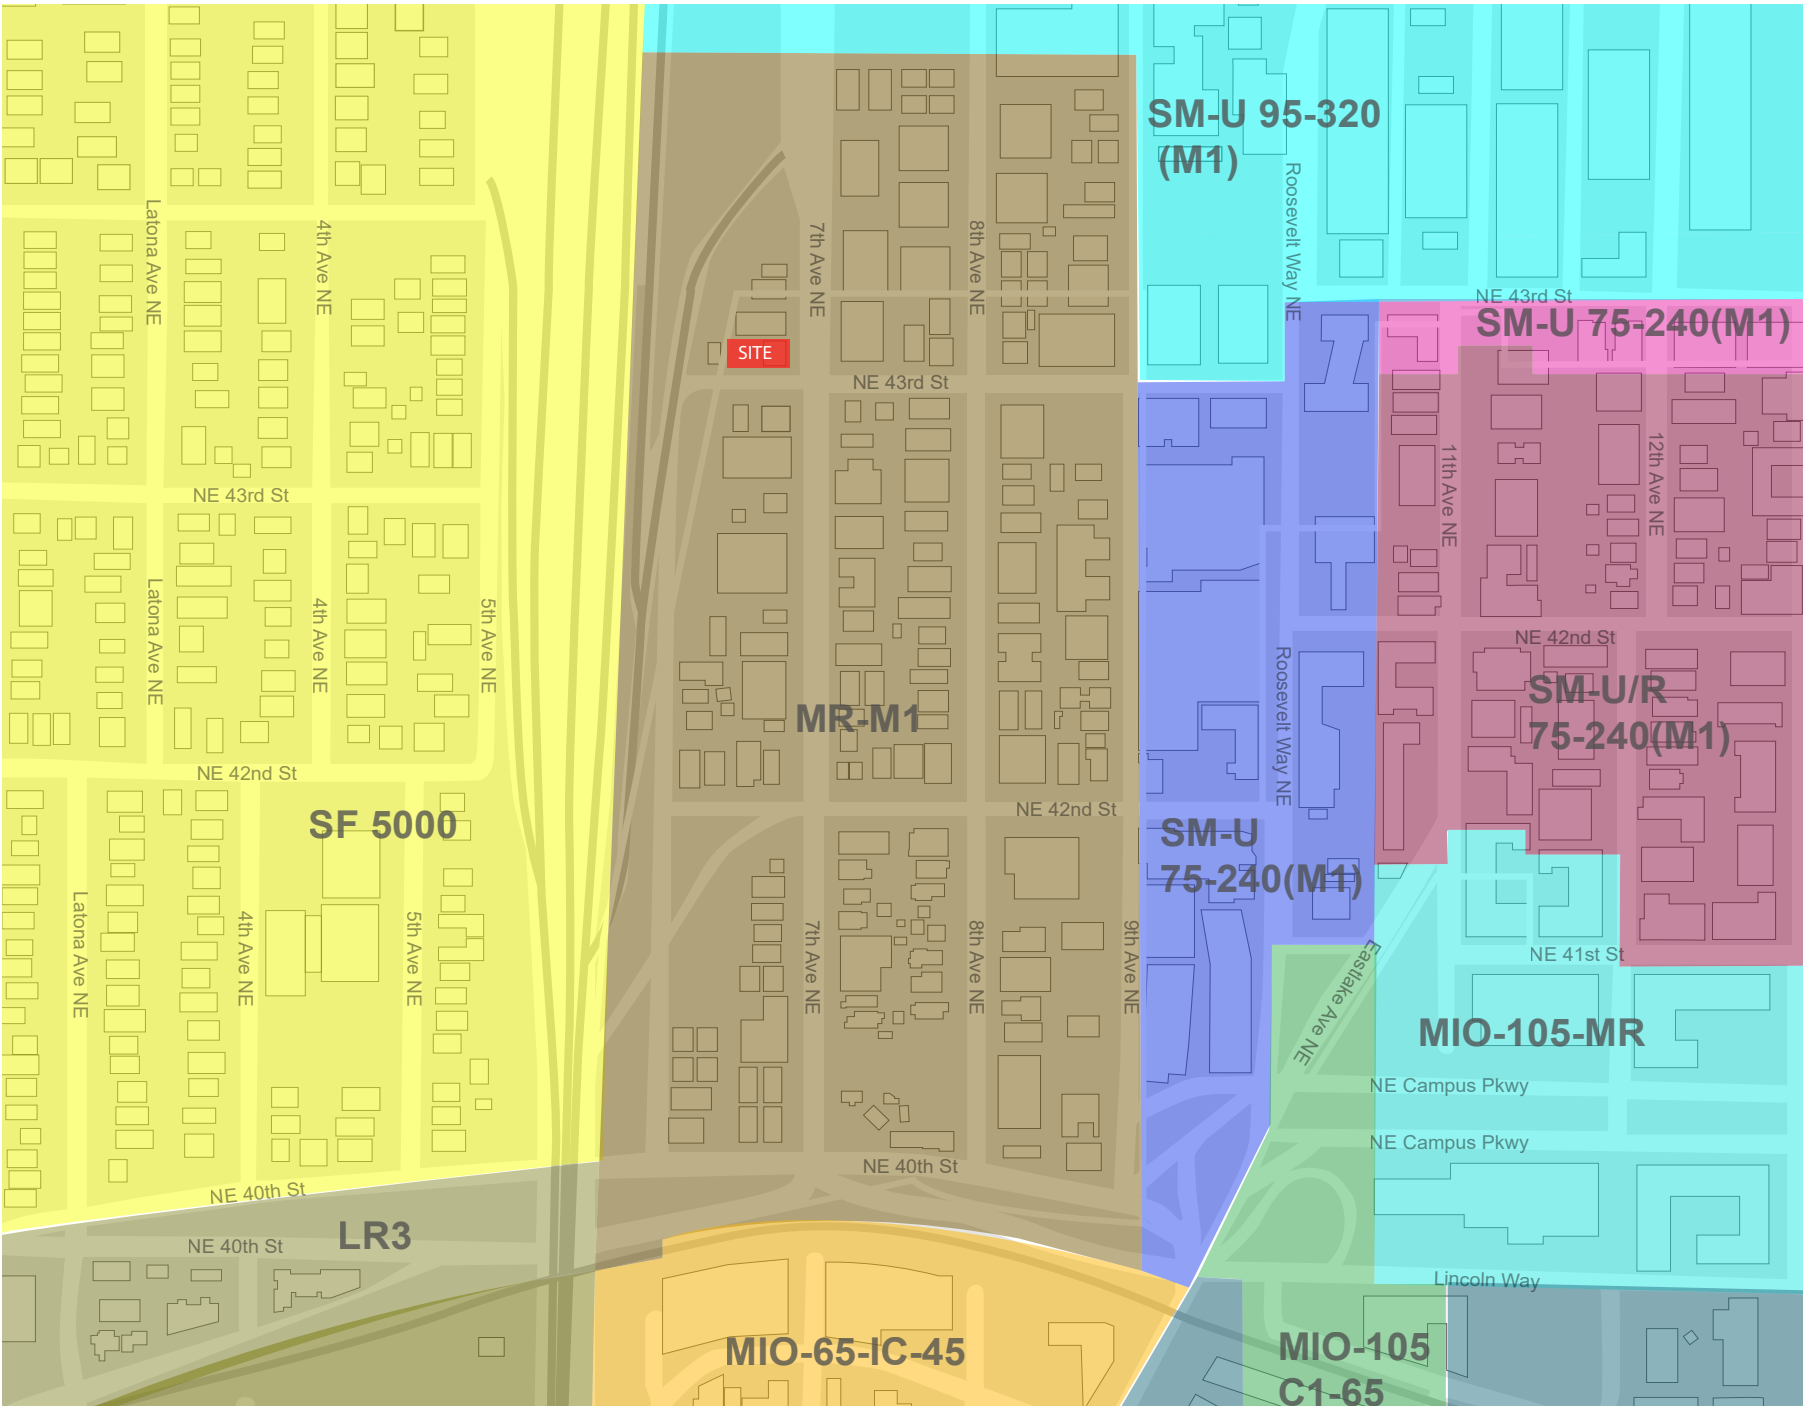 SM-U 95-320
(M1)
Roosevelt Way NE
Latona Ave NE
4th Ave NE
7th Ave NE
8th Ave NE
NE 43rd St
SM-U 75-240(M1)
SITE
NE 43rd St
11th Ave NE
12th Ave NE
NE 43rd St
Latona Ave NE
4th Ave NE
5th Ave NE
NE 42nd St
Roosevelt Way NE
SM-U/R
75-240(M1)
MR-M1
NE 42nd St
NE 42nd St
SF 5000
SM-U
75-240(M1)
Latona Ave NE
4th Ave NE
5th Ave NE
7th Ave NE
8th Ave NE
9th Ave NE
Eastlake Ave NE
NE 41st St
MIO-105-MR
NE Campus Pkwy
NE Campus Pkwy
NE 40th St
NE 40th St
LR3
NE 40th St
Lincoln Way
MIO-65-IC-45
MIO-105
C1-65